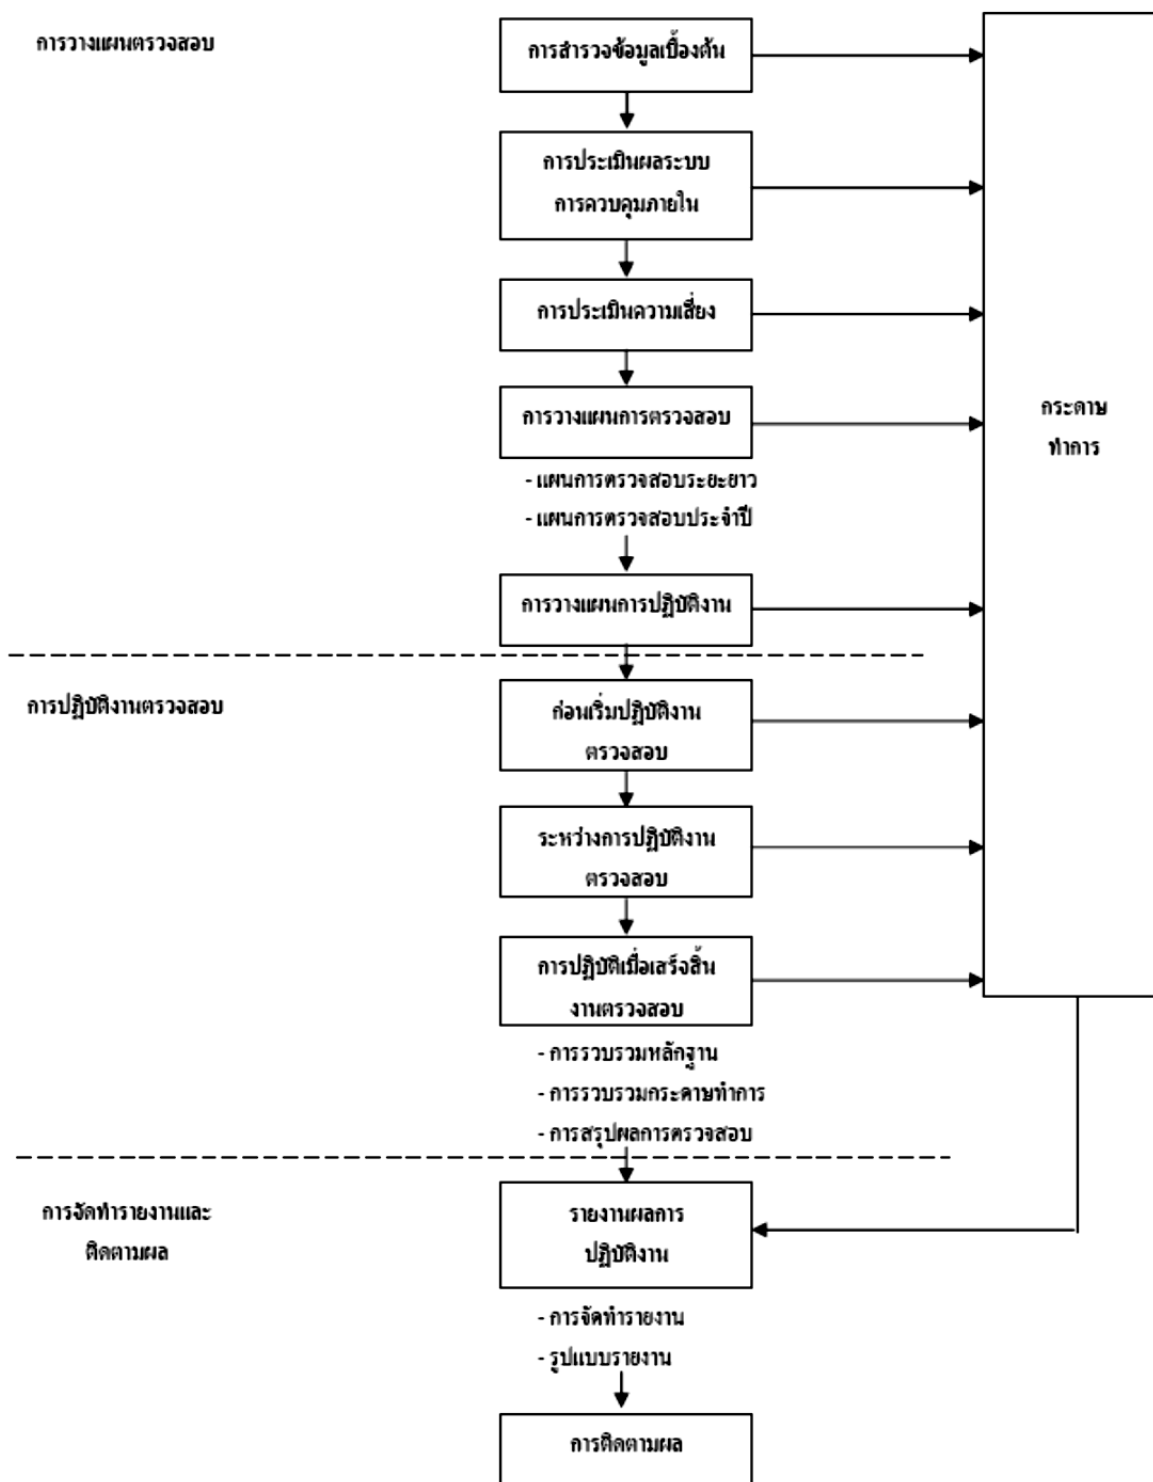 การวางแผนตรวจสอบ
การสำรวจข้อมูลเบื้องต้น
การประเมินผลระบบ
การควบคุมภายใน
การประเมินความเสี่ยง
การวางแผนการตรวจสอบ
- แผนการตรวจสอบระยะยาว
- แผนการตรวจสอบประจำปี
การวางแผนการปฏิบัติงาน
กระดาษ
ทำการ
การปฏิบัติงานตรวจสอบ
ก่อนเริ่มปฏิบัติงาน
ตรวจสอบ
ระหว่างการปฏิบัติงาน
ตรวจสอบ
การปฏิบัติเมื่อเสร็จสิ้น
งานตรวจสอบ
- การรวบรวมหลักฐาน
- การรวบรวมกระดาษทำการ
- การสรุปผลการตรวจสอบ
การจัดทำรายงานและ
ติดตามผล
รายงานผลการ
ปฏิบัติงาน
- การจัดทำรายงาน
- รูปแบบรายงาน
การติดตามผล